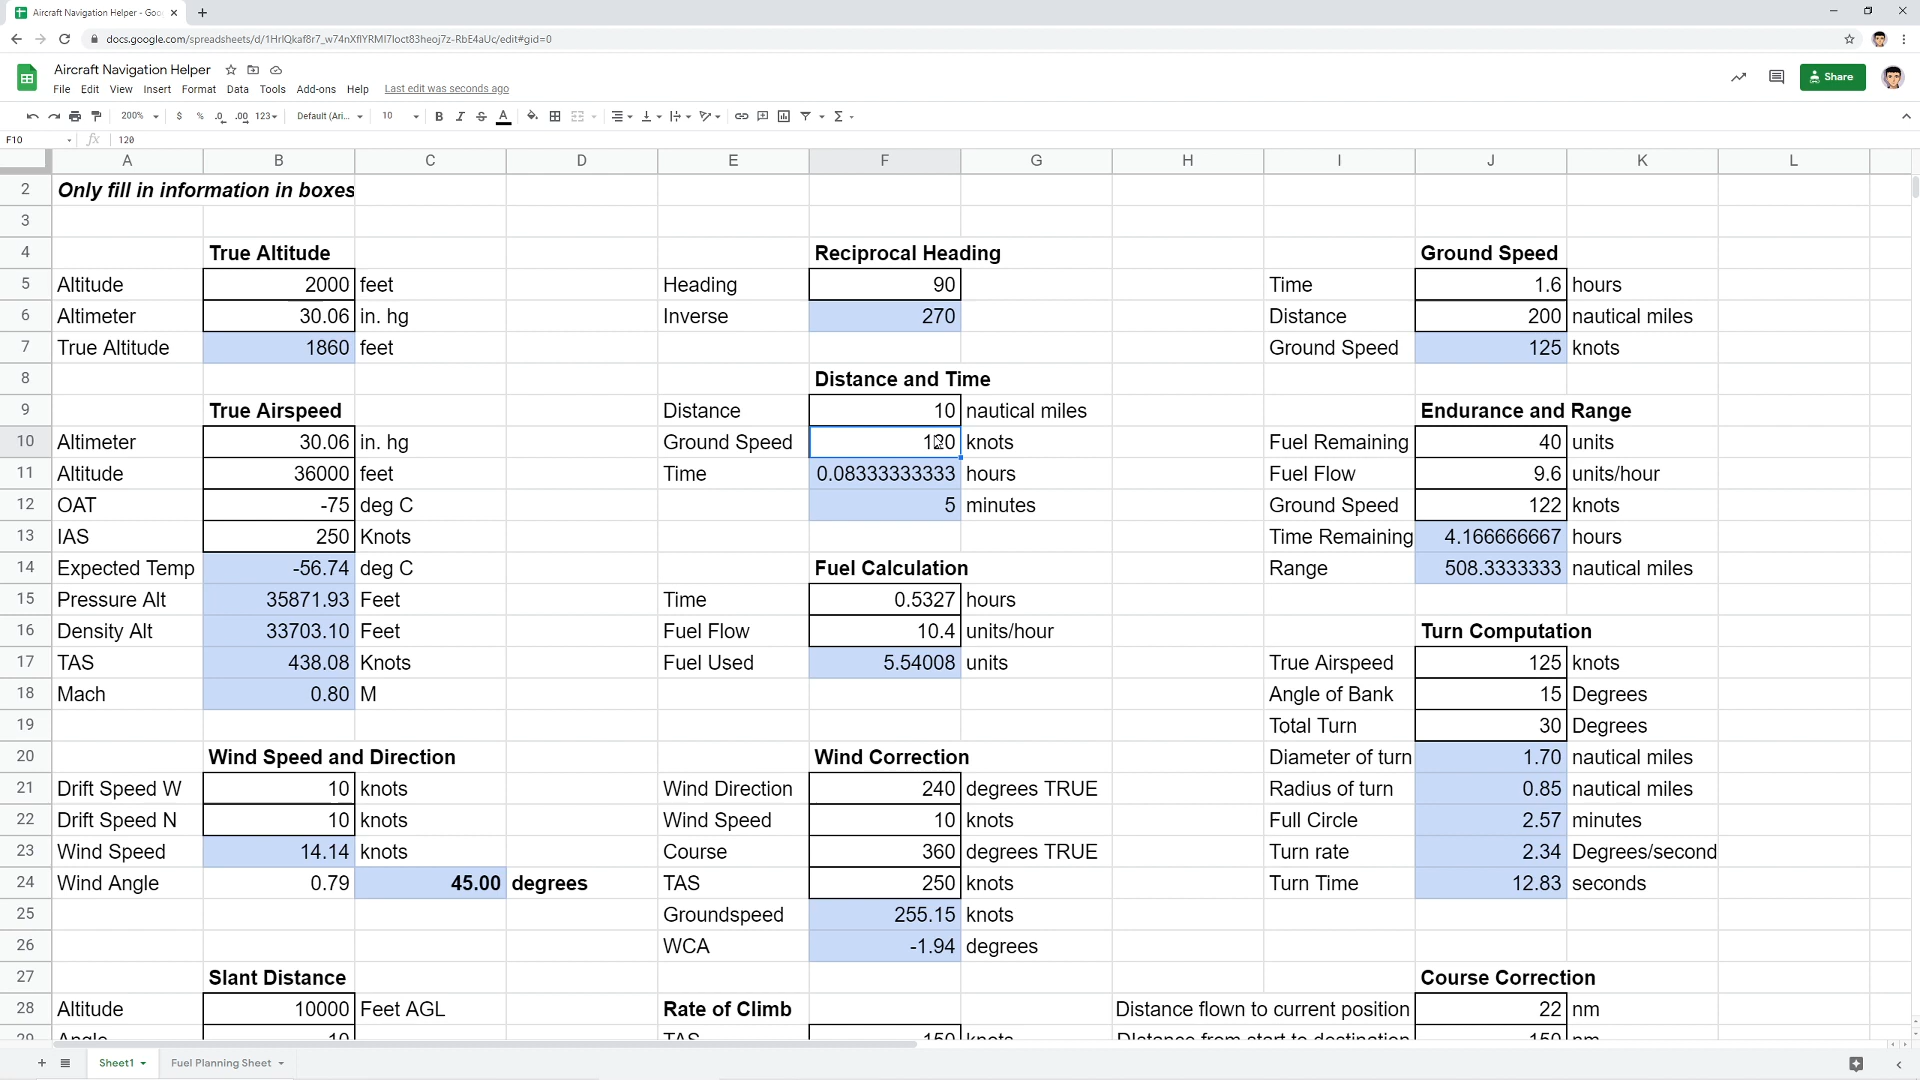 Aircraft Navigation Helper - Goo
docs.google.com/spreadsheets/d/1HrIQkaf8r7_w74nXflYRMI7loct83heoj7z-RbE4aUc/edit#gid=0
Aircraft Navigation Helper
File Edit View Insert Format Data Tools Add-ons Help Last edit was seconds ago
Share
200% $ % .0 .00 123 Default (Ari... 10 B I S A Σ
F10 fx 120
A B C D E F G H I J K L
2 Only fill in information in boxes
3
4 True Altitude Reciprocal Heading Ground Speed
5 Altitude 2000 feet Heading 90 Time 1.6 hours
6 Altimeter 30.06 in. hg Inverse 270 Distance 200 nautical miles
7 True Altitude 1860 feet Ground Speed 125 knots
8 Distance and Time
9 True Airspeed Distance 10 nautical miles Endurance and Range
10 Altimeter 30.06 in. hg Ground Speed 120 knots Fuel Remaining 40 units
11 Altitude 36000 feet Time 0.08333333333 hours Fuel Flow 9.6 units/hour
12 OAT -75 deg C 5 minutes Ground Speed 122 knots
13 IAS 250 Knots Time Remaining 4.166666667 hours
14 Expected Temp -56.74 deg C Fuel Calculation Range 508.3333333 nautical miles
15 Pressure Alt 35871.93 Feet Time 0.5327 hours
16 Density Alt 33703.10 Feet Fuel Flow 10.4 units/hour Turn Computation
17 TAS 438.08 Knots Fuel Used 5.54008 units True Airspeed 125 knots
18 Mach 0.80 M Angle of Bank 15 Degrees
19 Total Turn 30 Degrees
20 Wind Speed and Direction Wind Correction Diameter of turn 1.70 nautical miles
21 Drift Speed W 10 knots Wind Direction 240 degrees TRUE Radius of turn 0.85 nautical miles
22 Drift Speed N 10 knots Wind Speed 10 knots Full Circle 2.57 minutes
23 Wind Speed 14.14 knots Course 360 degrees TRUE Turn rate 2.34 Degrees/second
24 Wind Angle 0.79 45.00 degrees TAS 250 knots Turn Time 12.83 seconds
25 Groundspeed 255.15 knots
26 WCA -1.94 degrees
27 Slant Distance Course Correction
28 Altitude 10000 Feet AGL Rate of Climb Distance flown to current position 22 nm
29 Angle 10 TAS 150 knots Distance from start to destination 150 nm
Sheet1 Fuel Planning Sheet